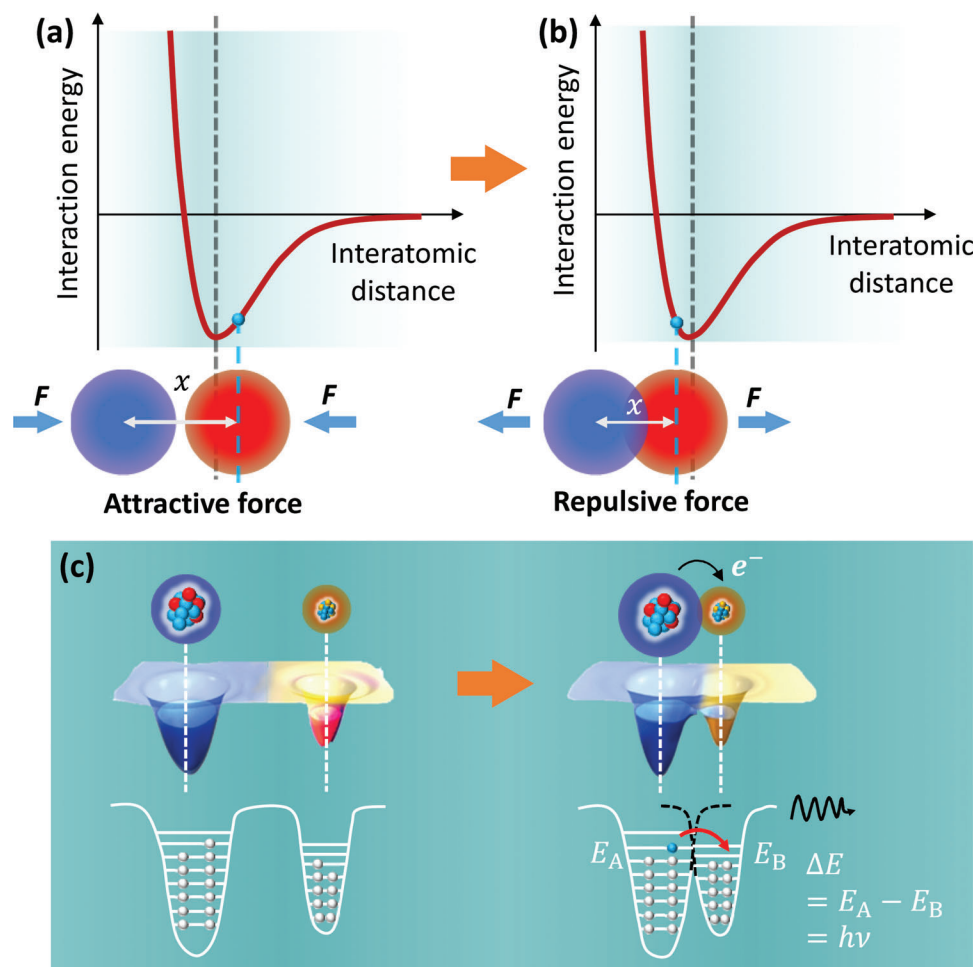 (a)
Interaction energy
Interatomic
distance
x
F
F
Attractive force
(b)
Interaction energy
Interatomic
distance
x
F
F
Repulsive force
(c)
e⁻
E_A
E_B
ΔE
= E_A − E_B
= hν